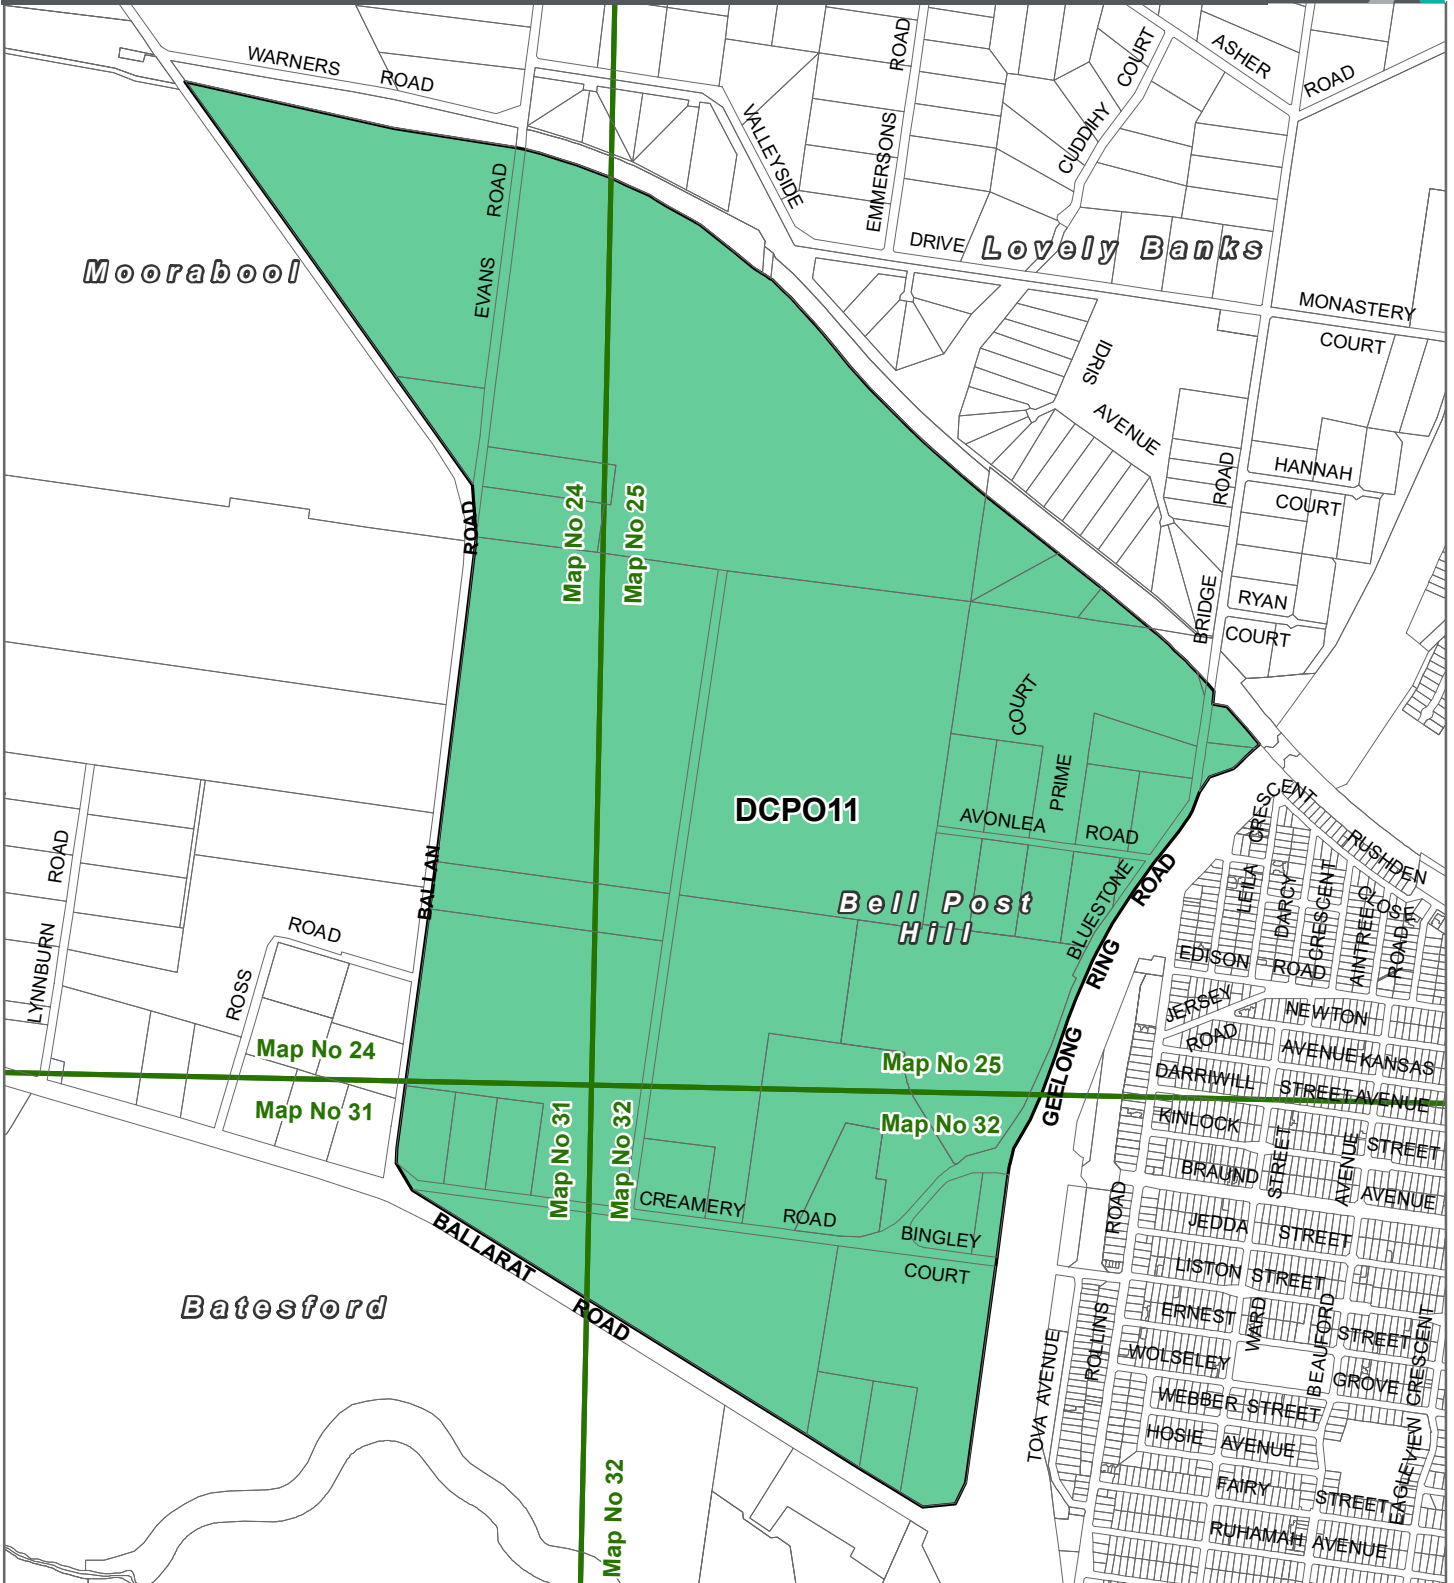 WARNERS ROAD
ASHER ROAD
CUDDIHY COURT
EMMERSONS ROAD
VALLEYSIDE DRIVE
Lovely Banks
Moorabool
EVANS ROAD
MONASTERY
COURT
IDRIS
AVENUE
HANNAH
COURT
BRIDGE ROAD
RYAN
COURT
BALLAN ROAD
Map No 24
Map No 25
PRIME COURT
AVONLEA ROAD
DCPO11
BLUESTONE
Bell Post
Hill
GEELONG RING ROAD
LYNNBURN ROAD
ROSS ROAD
CRESCENT
RUSHDEN
CLOSE
LEILA CRESCENT
DARCY CRESCENT
AINTREE ROAD
EDISON ROAD
JERSEY
ROAD
NEWTON
AVENUE
KANSAS
AVENUE
DARRIWILL STREET
KINLOCK STREET
BRAUND AVENUE
STREET
AVENUE
Map No 24
Map No 31
Map No 25
Map No 32
Map No 31
Map No 32
CREAMERY ROAD
BINGLEY
COURT
BALLARAT ROAD
Batesford
JEDDA STREET
LISTON STREET
ERNEST STREET
WARD
BEAUFORD
WOLSELEY GROVE
WEBBER STREET
HOSIE AVENUE
FAIRY STREET
RUHAMAH AVENUE
EAGLEVIEW CRESCENT
ROLLINS ROAD
TOVA AVENUE
Map No 32